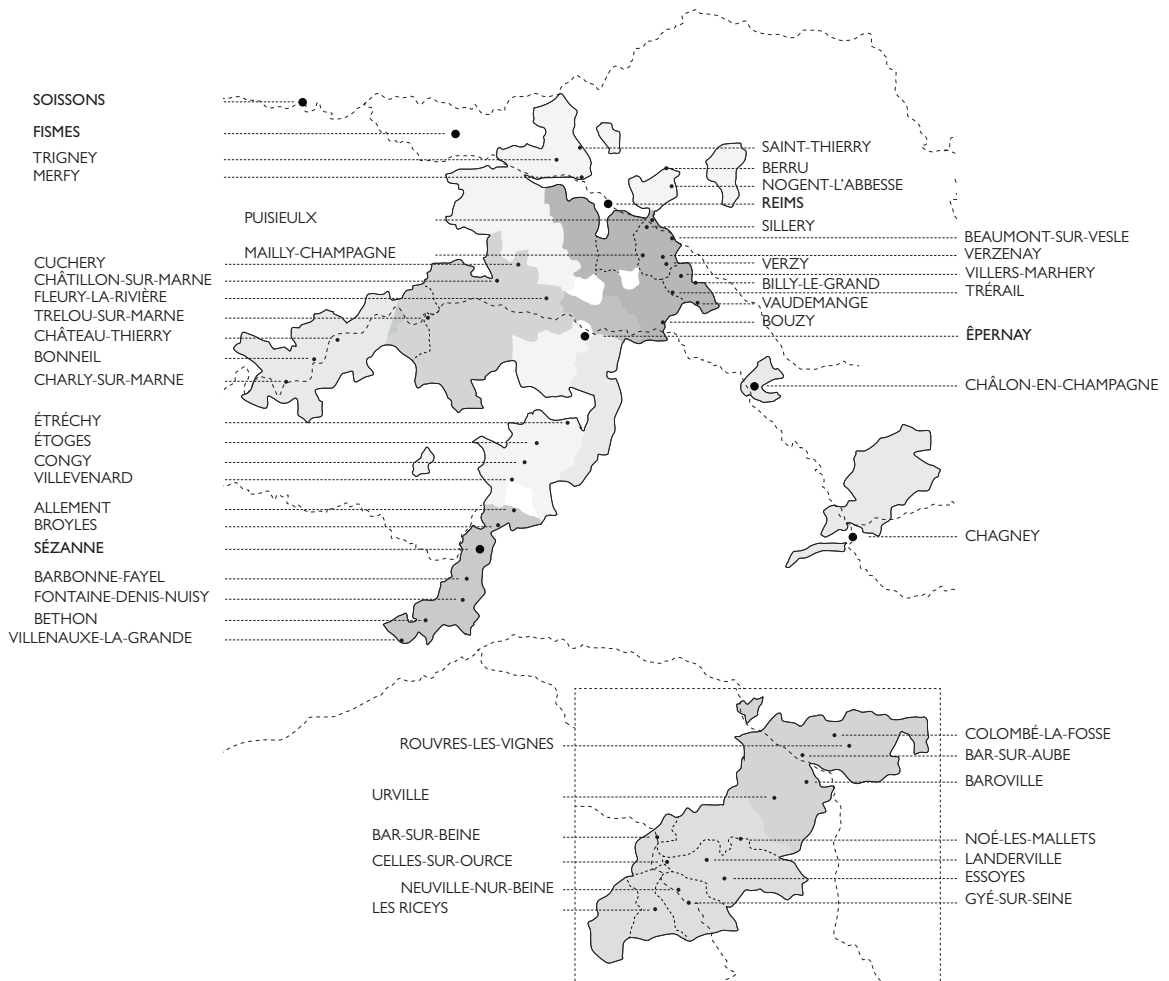 SOISSONS
FISMES
TRIGNEY
MERFY
PUISIEULX
MAILLY-CHAMPAGNE
CUCHERY
CHÂTILLON-SUR-MARNE
FLEURY-LA-RIVIÈRE
TRELOU-SUR-MARNE
CHÂTEAU-THIERRY
BONNEIL
CHARLY-SUR-MARNE
ÉTRÉCHY
ÉTOGES
CONGY
VILLEVENARD
ALLEMENT
BROYLES
SÉZANNE
BARBONNE-FAYEL
FONTAINE-DENIS-NUISY
BETHON
VILLENAUXE-LA-GRANDE
SAINT-THIERRY
BERRU
NOGENT-L'ABBESSE
REIMS
SILLERY
BEAUMONT-SUR-VESLE
VERZENAY
VERZY
VILLERS-MARHERY
BILLY-LE-GRAND
TRÉRAIL
VAUDEMANGE
BOUZY
ÊPERNAY
CHÂLON-EN-CHAMPAGNE
CHAGNEY
ROUVRES-LES-VIGNES
URVILLE
BAR-SUR-BEINE
CELLES-SUR-OURCE
NEUVILLE-NUR-BEINE
LES RICEYS
COLOMBÉ-LA-FOSSE
BAR-SUR-AUBE
BAROVILLE
NOÉ-LES-MALLETS
LANDERVILLE
ESSOYES
GYÉ-SUR-SEINE